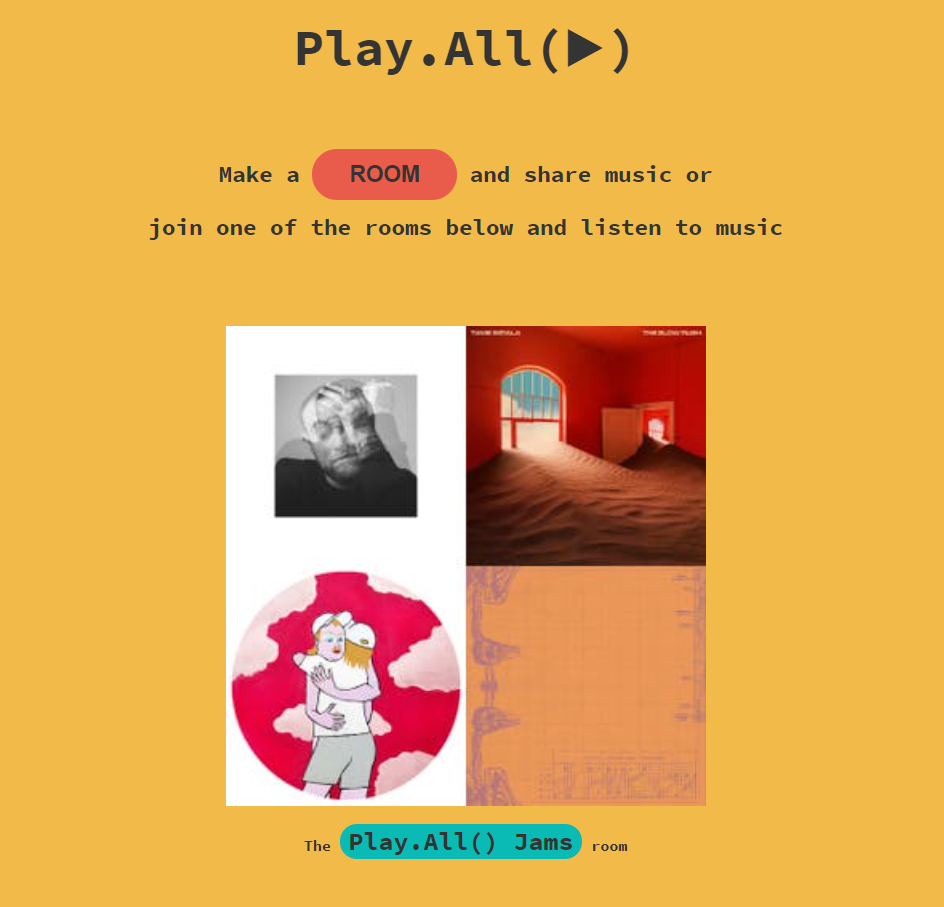 Play.All(▶)
Make a ROOM and share music or
join one of the rooms below and listen to music
TAME IMPALA THE SLOW RUSH
The Play.All() Jams room